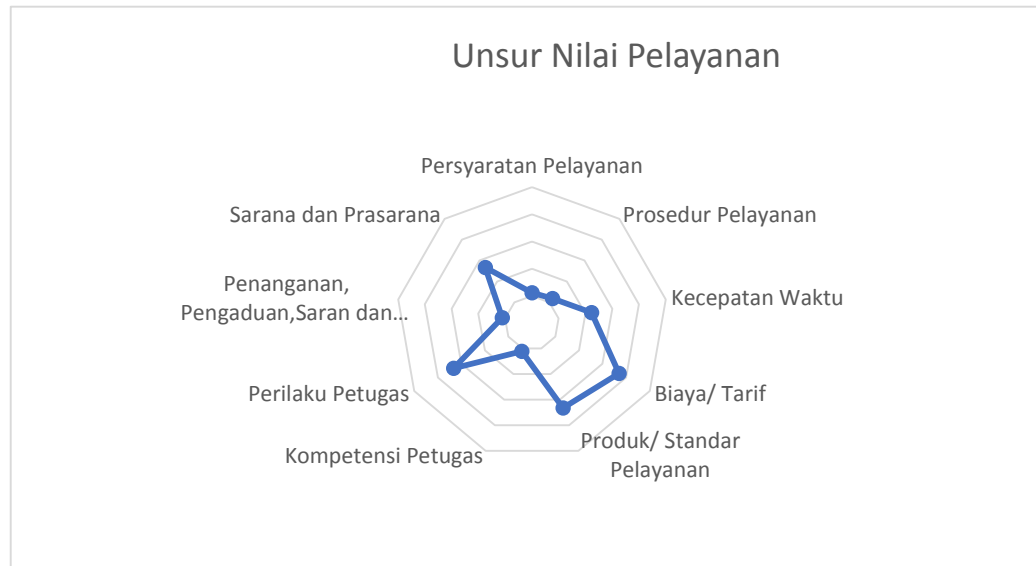 Unsur Nilai Pelayanan
Persyaratan Pelayanan
Prosedur Pelayanan
Kecepatan Waktu
Biaya/ Tarif
Produk/ Standar
Pelayanan
Kompetensi Petugas
Perilaku Petugas
Penanganan,
Pengaduan,Saran dan...
Sarana dan Prasarana